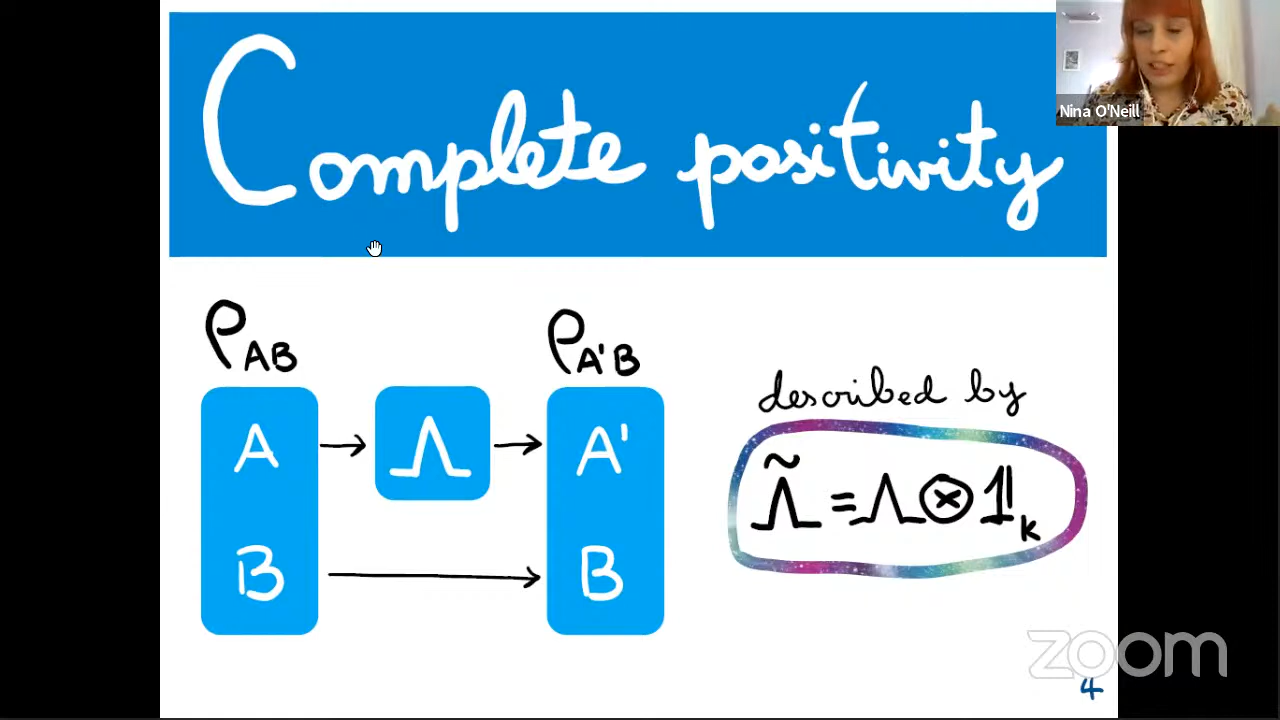 Complete positivity
Nina O'Neill
ρAB
ρA'B
A → Λ → A'
B → B
described by
Λ̃ = Λ ⊗ 𝟙k
zoom
4